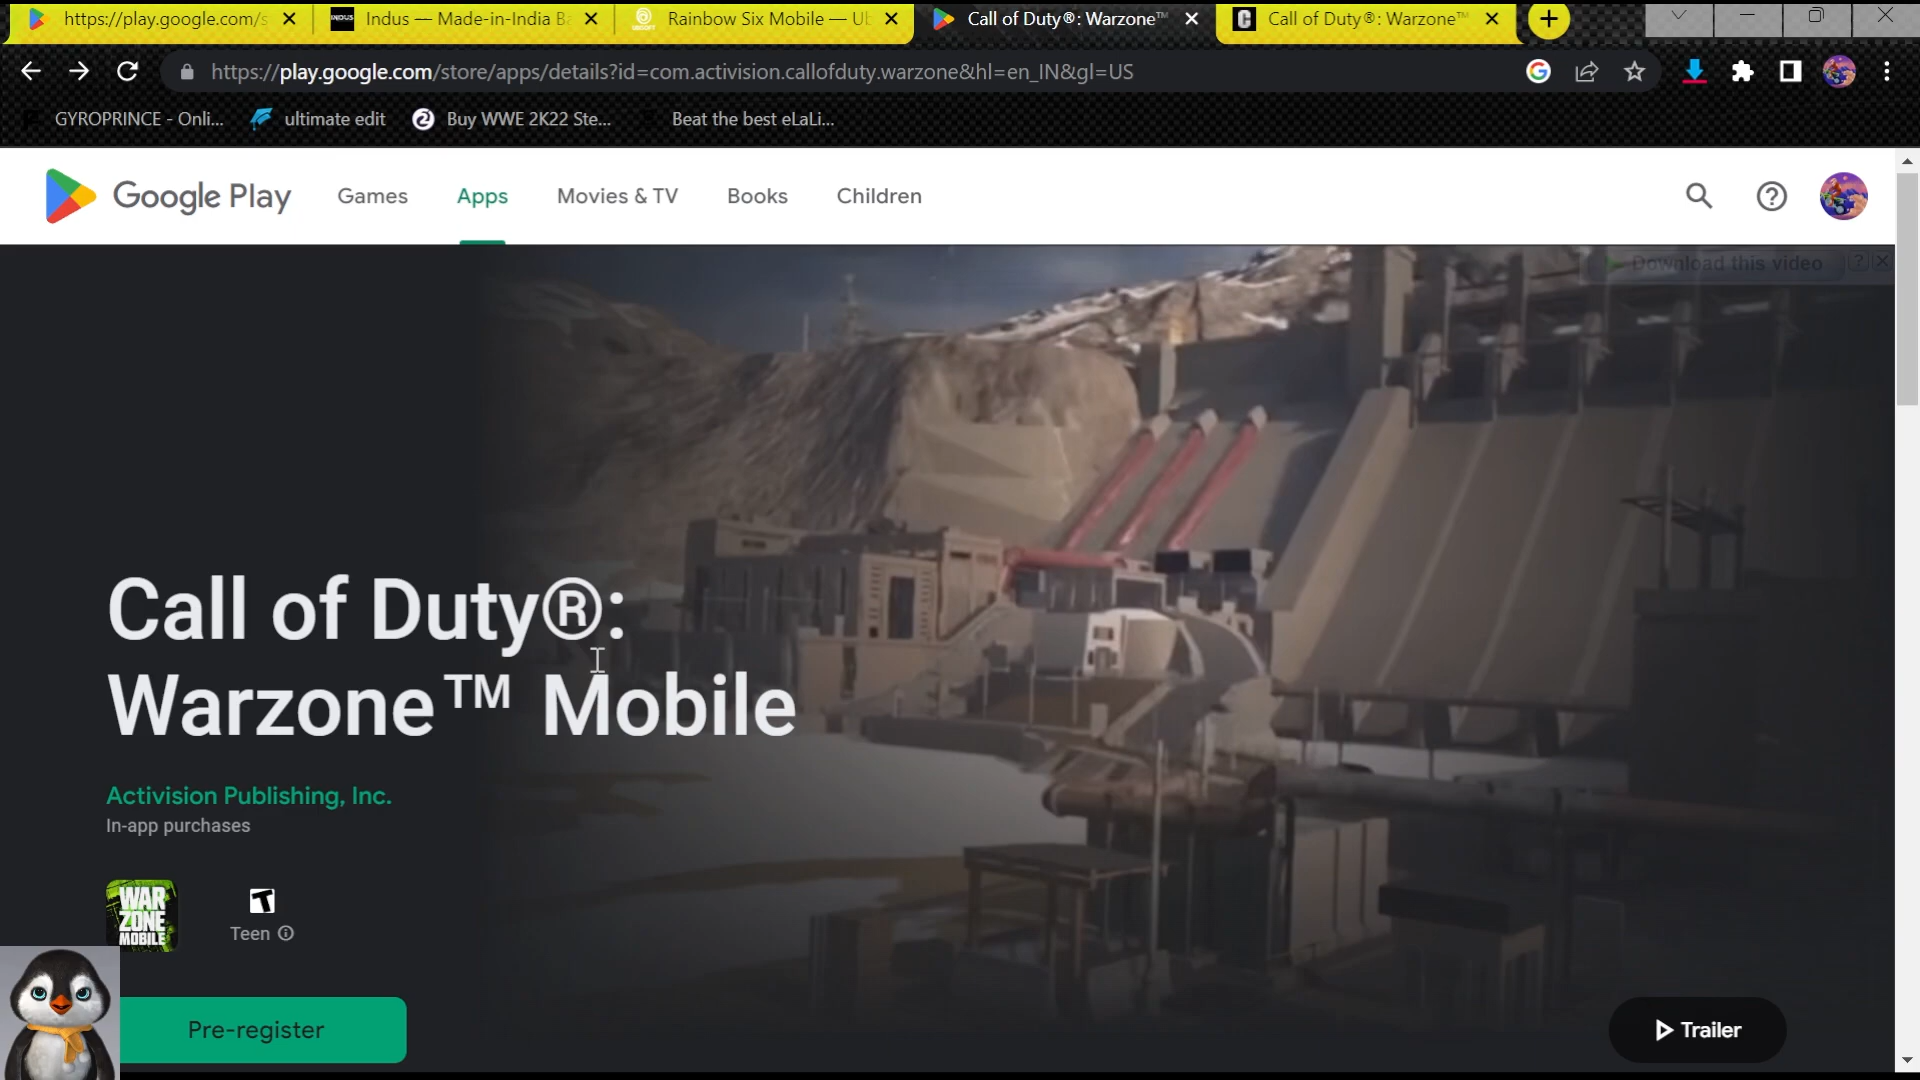 https://play.google.com/s
Indus — Made-in-India Ba
Rainbow Six Mobile — Ub
Call of Duty®: Warzone™
Call of Duty®: Warzone™
https://play.google.com/store/apps/details?id=com.activision.callofduty.warzone&hl=en_IN&gl=US
GYROPRINCE - Onli...
ultimate edit
Buy WWE 2K22 Ste...
Beat the best eLaLi...
Google Play
Games
Apps
Movies & TV
Books
Children
Download this video
Call of Duty®:
Warzone™ Mobile
Activision Publishing, Inc.
In-app purchases
WAR
ZONE
MOBILE
T
Teen
Pre-register
Trailer